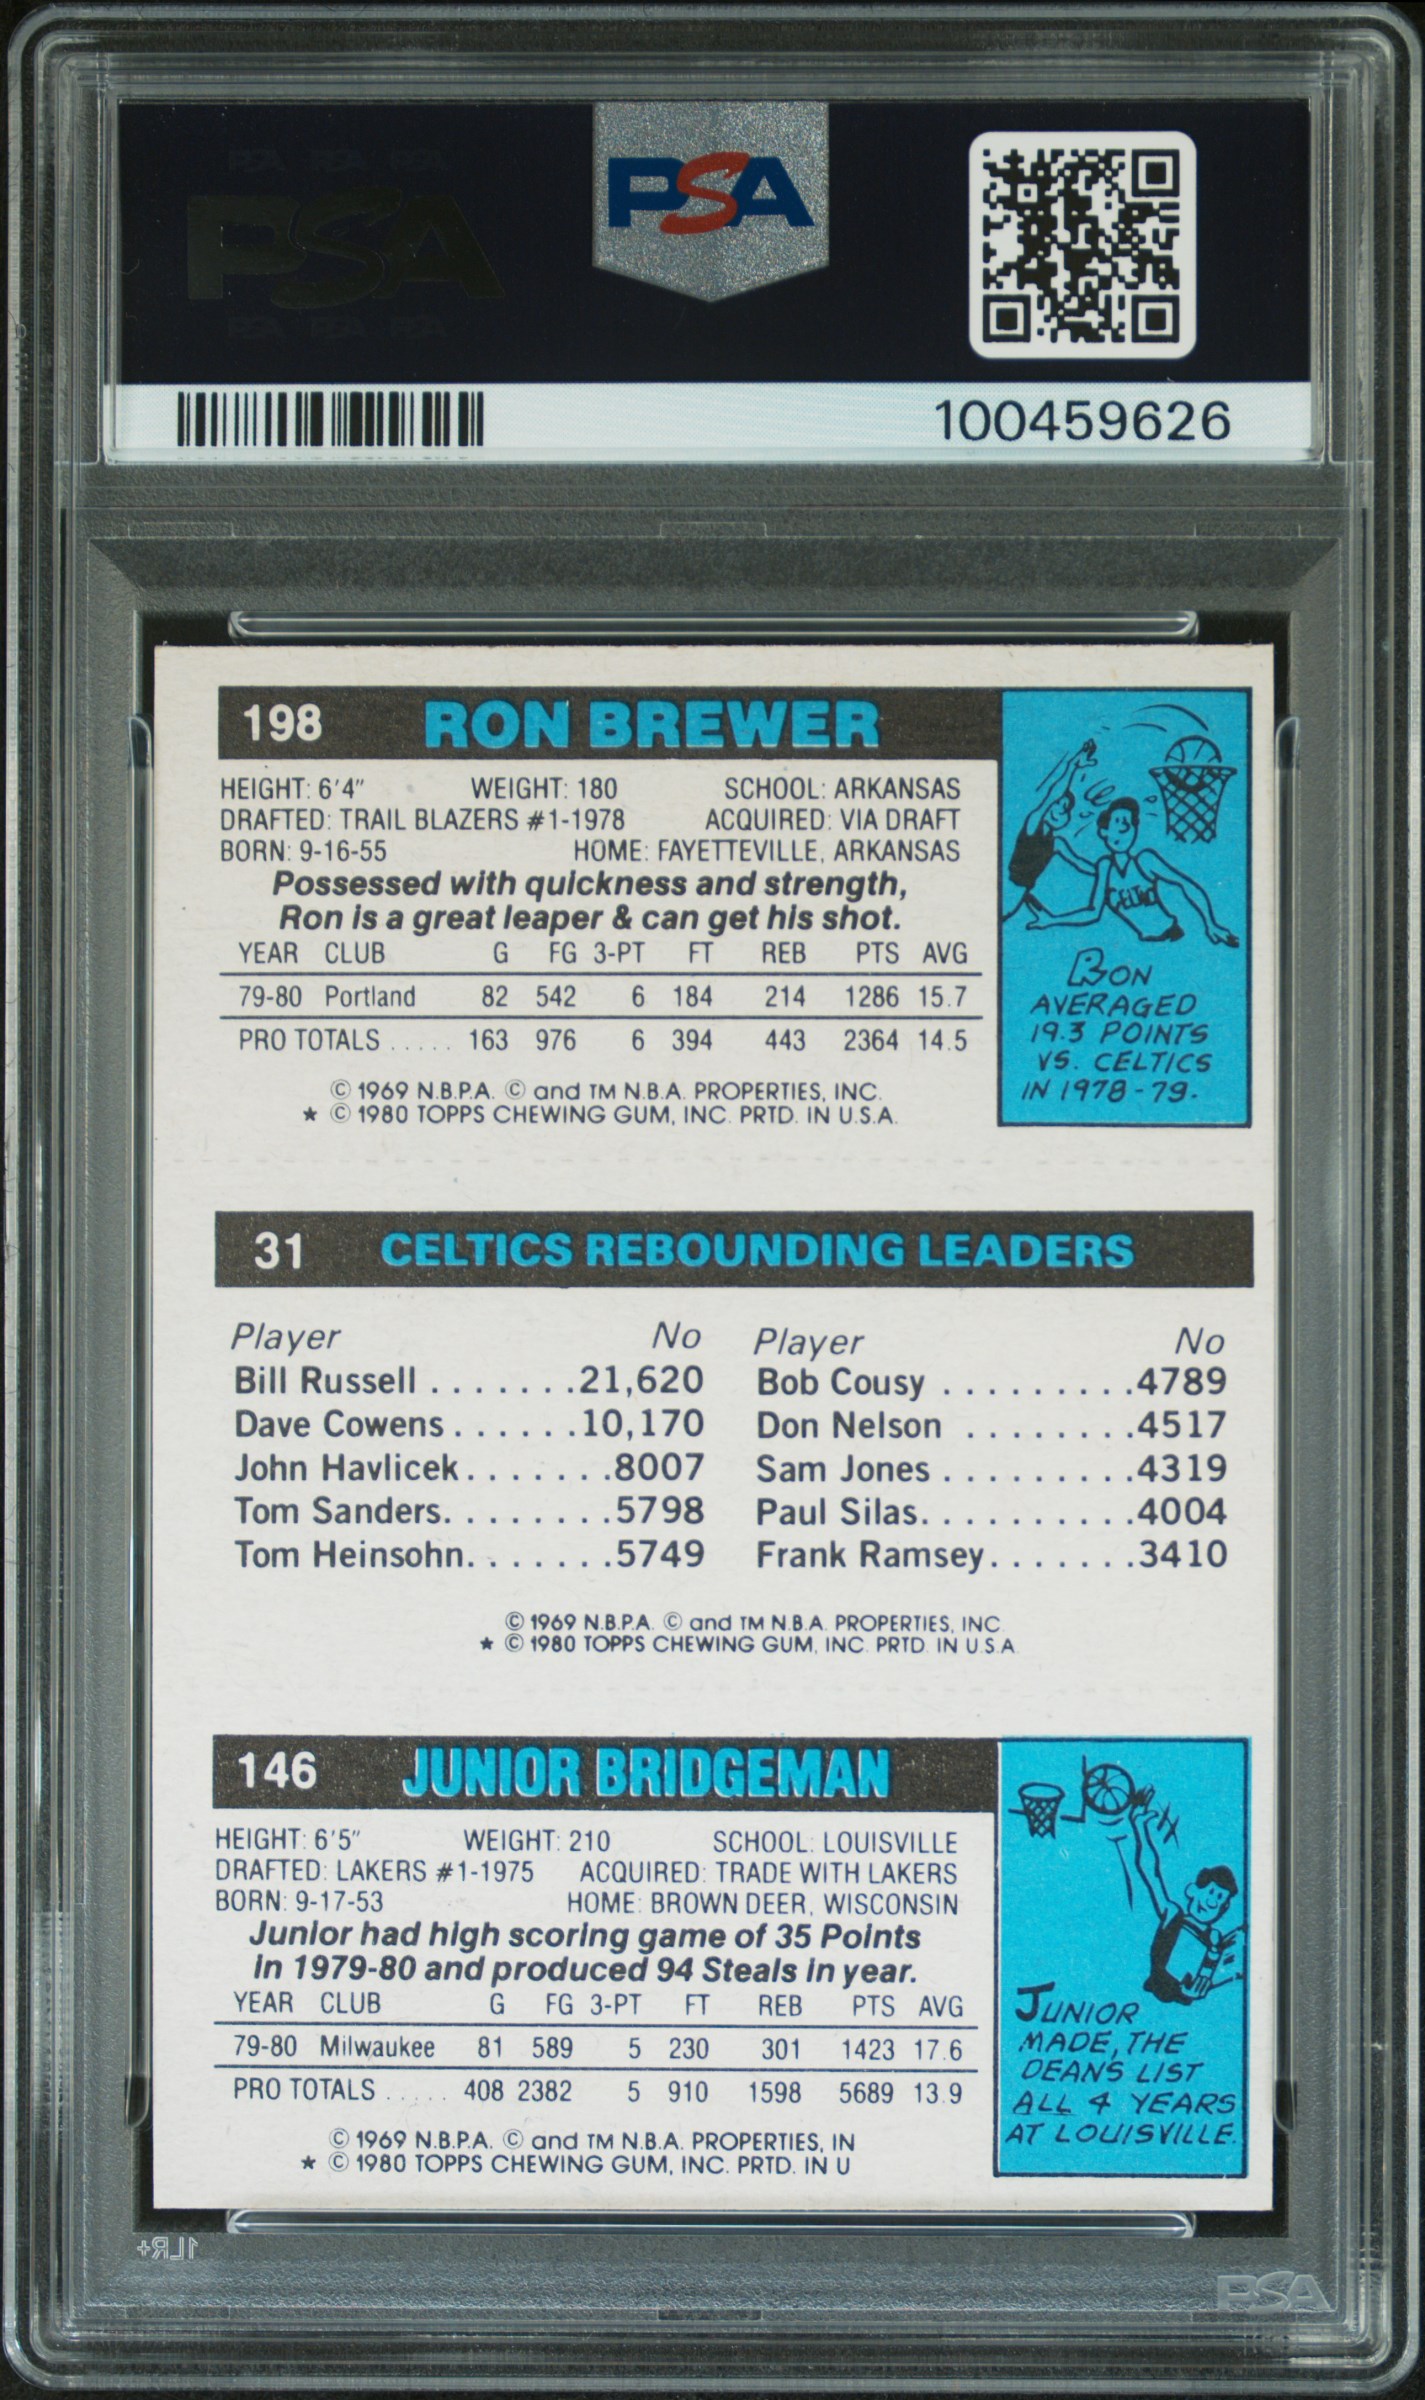 PSA
PSA
100459626
198 RON BREWER
HEIGHT: 6'4" WEIGHT: 180 SCHOOL: ARKANSAS
DRAFTED: TRAIL BLAZERS #1-1978 ACQUIRED: VIA DRAFT
BORN: 9-16-55 HOME: FAYETTEVILLE, ARKANSAS
Possessed with quickness and strength,
Ron is a great leaper & can get his shot.
YEAR CLUB G FG 3-PT FT REB PTS AVG
79-80 Portland 82 542 6 184 214 1286 15.7
PRO TOTALS ..... 163 976 6 394 443 2364 14.5
© 1969 N.B.P.A. © and TM N.B.A. PROPERTIES, INC.
★ © 1980 TOPPS CHEWING GUM, INC. PRTD. IN U.S.A.
CELTIC
RON
AVERAGED
19.3 POINTS
VS. CELTICS
IN 1978-79.
31 CELTICS REBOUNDING LEADERS
Player No Player No
Bill Russell .......21,620 Bob Cousy .........4789
Dave Cowens ......10,170 Don Nelson ........4517
John Havlicek.......8007 Sam Jones .........4319
Tom Sanders........5798 Paul Silas..........4004
Tom Heinsohn.......5749 Frank Ramsey.......3410
© 1969 N.B.P.A. © and TM N.B.A. PROPERTIES, INC.
★ © 1980 TOPPS CHEWING GUM, INC. PRTD. IN U.S.A.
146 JUNIOR BRIDGEMAN
HEIGHT: 6'5" WEIGHT: 210 SCHOOL: LOUISVILLE
DRAFTED: LAKERS #1-1975 ACQUIRED: TRADE WITH LAKERS
BORN: 9-17-53 HOME: BROWN DEER, WISCONSIN
Junior had high scoring game of 35 Points
in 1979-80 and produced 94 Steals in year.
YEAR CLUB G FG 3-PT FT REB PTS AVG
79-80 Milwaukee 81 589 5 230 301 1423 17.6
PRO TOTALS ..... 408 2382 5 910 1598 5689 13.9
© 1969 N.B.P.A. © and TM N.B.A. PROPERTIES, IN
★ © 1980 TOPPS CHEWING GUM, INC. PRTD. IN U
JUNIOR
MADE, THE
DEANS LIST
ALL 4 YEARS
AT LOUISVILLE.
1LR+
PSA